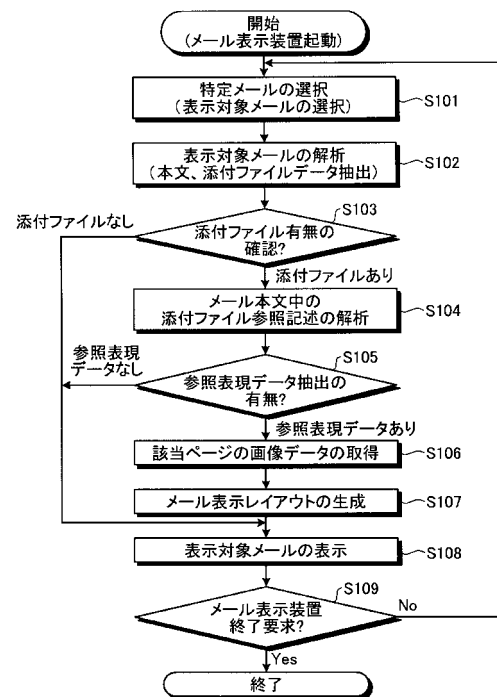 開始
(メール表示装置起動)
特定メールの選択
(表示対象メールの選択)
S101
表示対象メールの解析
(本文、添付ファイルデータ抽出)
S102
S103
添付ファイルなし
添付ファイル有無の
確認?
添付ファイルあり
メール本文中の
添付ファイル参照記述の解析
S104
参照表現
データなし
S105
参照表現データ抽出の
有無?
参照表現データあり
該当ページの画像データの取得
S106
メール表示レイアウトの生成
S107
表示対象メールの表示
S108
S109
メール表示装置
終了要求?
No
Yes
終了